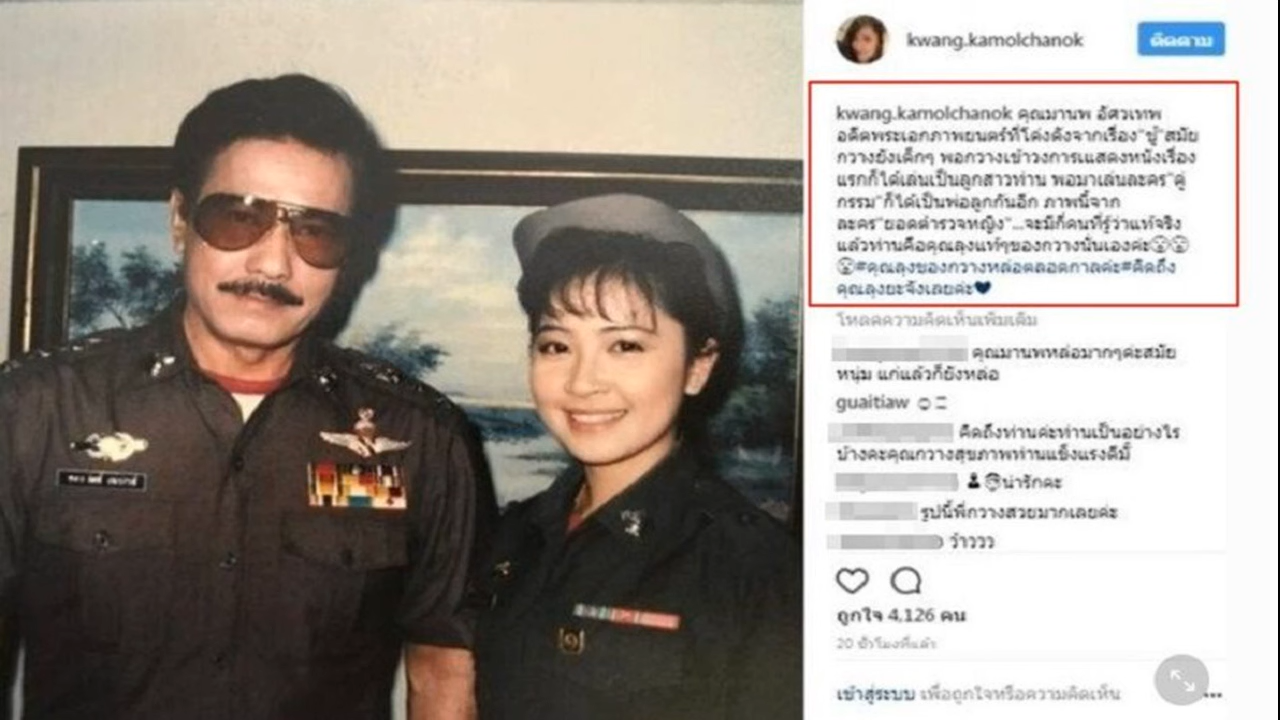 kwang.kamolchanok
ติดตาม
kwang.kamolchanok คุณมานพ อัศวเทพ
อดีตพระเอกภาพยนตร์ที่โด่งดังจากเรื่อง"ชู้"สมัย
กวางยังเด็กๆ พอกวางเข้าวงการแสดงหนังเรื่อง
แรกก็ได้เล่นเป็นลูกสาวท่าน พอมาเล่นละคร"คู่
กรรม"ก็ได้เป็นพ่อลูกกันอีก ภาพนี้จาก
ละคร"ยอดตำรวจหญิง"...จะมีกี่คนที่รู้ว่าแท้จริง
แล้วท่านคือคุณลุงแท้ๆของกวางนั่นเองค่ะ😮😮
😮#คุณลุงของกวางหล่อตลอดกาลค่ะ#คิดถึง
คุณลุงยะจังเลยค่ะ🖤
โหลดความคิดเห็นเพิ่มเติม
คุณมานพหล่อมากๆค่ะสมัย
หนุ่ม แก่แล้วก็ยังหล่อ
guaitiaw
คิดถึงท่านค่ะท่านเป็นอย่างไร
บ้างคะคุณกวางสุขภาพท่านแข็งแรงดีมั้
น่ารักคะ
รูปนี้พี่กวางสวยมากเลยค่ะ
ว้าววว
ถูกใจ 4,126 คน
20 ชั่วโมงที่แล้ว
เข้าสู่ระบบ เพื่อถูกใจหรือความคิดเห็น
...